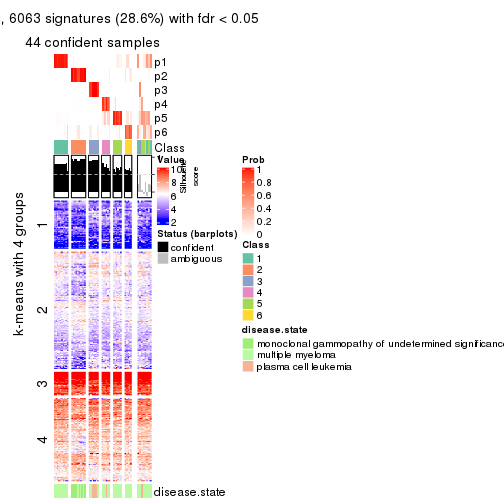 , 6063 signatures (28.6%) with fdr < 0.05
44 confident samples
p1
p2
p3
p4
p5
p6
Class
Silhouette
score
k-means with 4 groups
1
2
3
4
disease.state
Value
10
8
6
4
2
Status (barplots)
confident
ambiguous
Prob
1
0.8
0.6
0.4
0.2
0
Class
1
2
3
4
5
6
disease.state
monoclonal gammopathy of undetermined significance
multiple myeloma
plasma cell leukemia